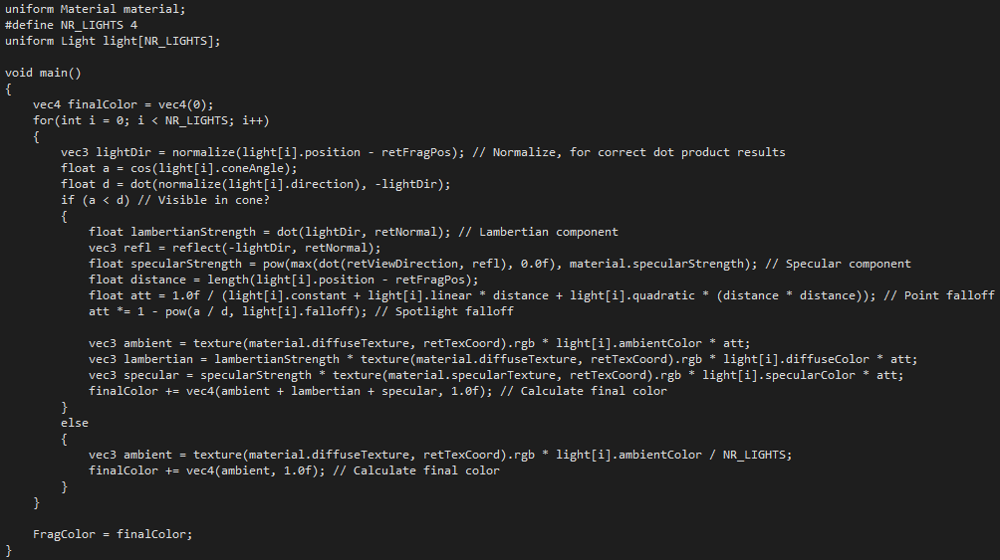 uniform Material material;
#define NR_LIGHTS 4
uniform Light light[NR_LIGHTS];

void main()
{
    vec4 finalColor = vec4(0);
    for(int i = 0; i < NR_LIGHTS; i++)
    {
        vec3 lightDir = normalize(light[i].position - retFragPos); // Normalize, for correct dot product results
        float a = cos(light[i].coneAngle);
        float d = dot(normalize(light[i].direction), -lightDir);
        if (a < d) // Visible in cone?
        {
            float lambertianStrength = dot(lightDir, retNormal); // Lambertian component
            vec3 refl = reflect(-lightDir, retNormal);
            float specularStrength = pow(max(dot(retViewDirection, refl), 0.0f), material.specularStrength); // Specular component
            float distance = length(light[i].position - retFragPos);
            float att = 1.0f / (light[i].constant + light[i].linear * distance + light[i].quadratic * (distance * distance)); // Point falloff
            att *= 1 - pow(a / d, light[i].falloff); // Spotlight falloff

            vec3 ambient = texture(material.diffuseTexture, retTexCoord).rgb * light[i].ambientColor * att;
            vec3 lambertian = lambertianStrength * texture(material.diffuseTexture, retTexCoord).rgb * light[i].diffuseColor * att;
            vec3 specular = specularStrength * texture(material.specularTexture, retTexCoord).rgb * light[i].specularColor * att;
            finalColor += vec4(ambient + lambertian + specular, 1.0f); // Calculate final color
        }
        else
        {
            vec3 ambient = texture(material.diffuseTexture, retTexCoord).rgb * light[i].ambientColor / NR_LIGHTS;
            finalColor += vec4(ambient, 1.0f); // Calculate final color
        }
    }

    FragColor = finalColor;
}